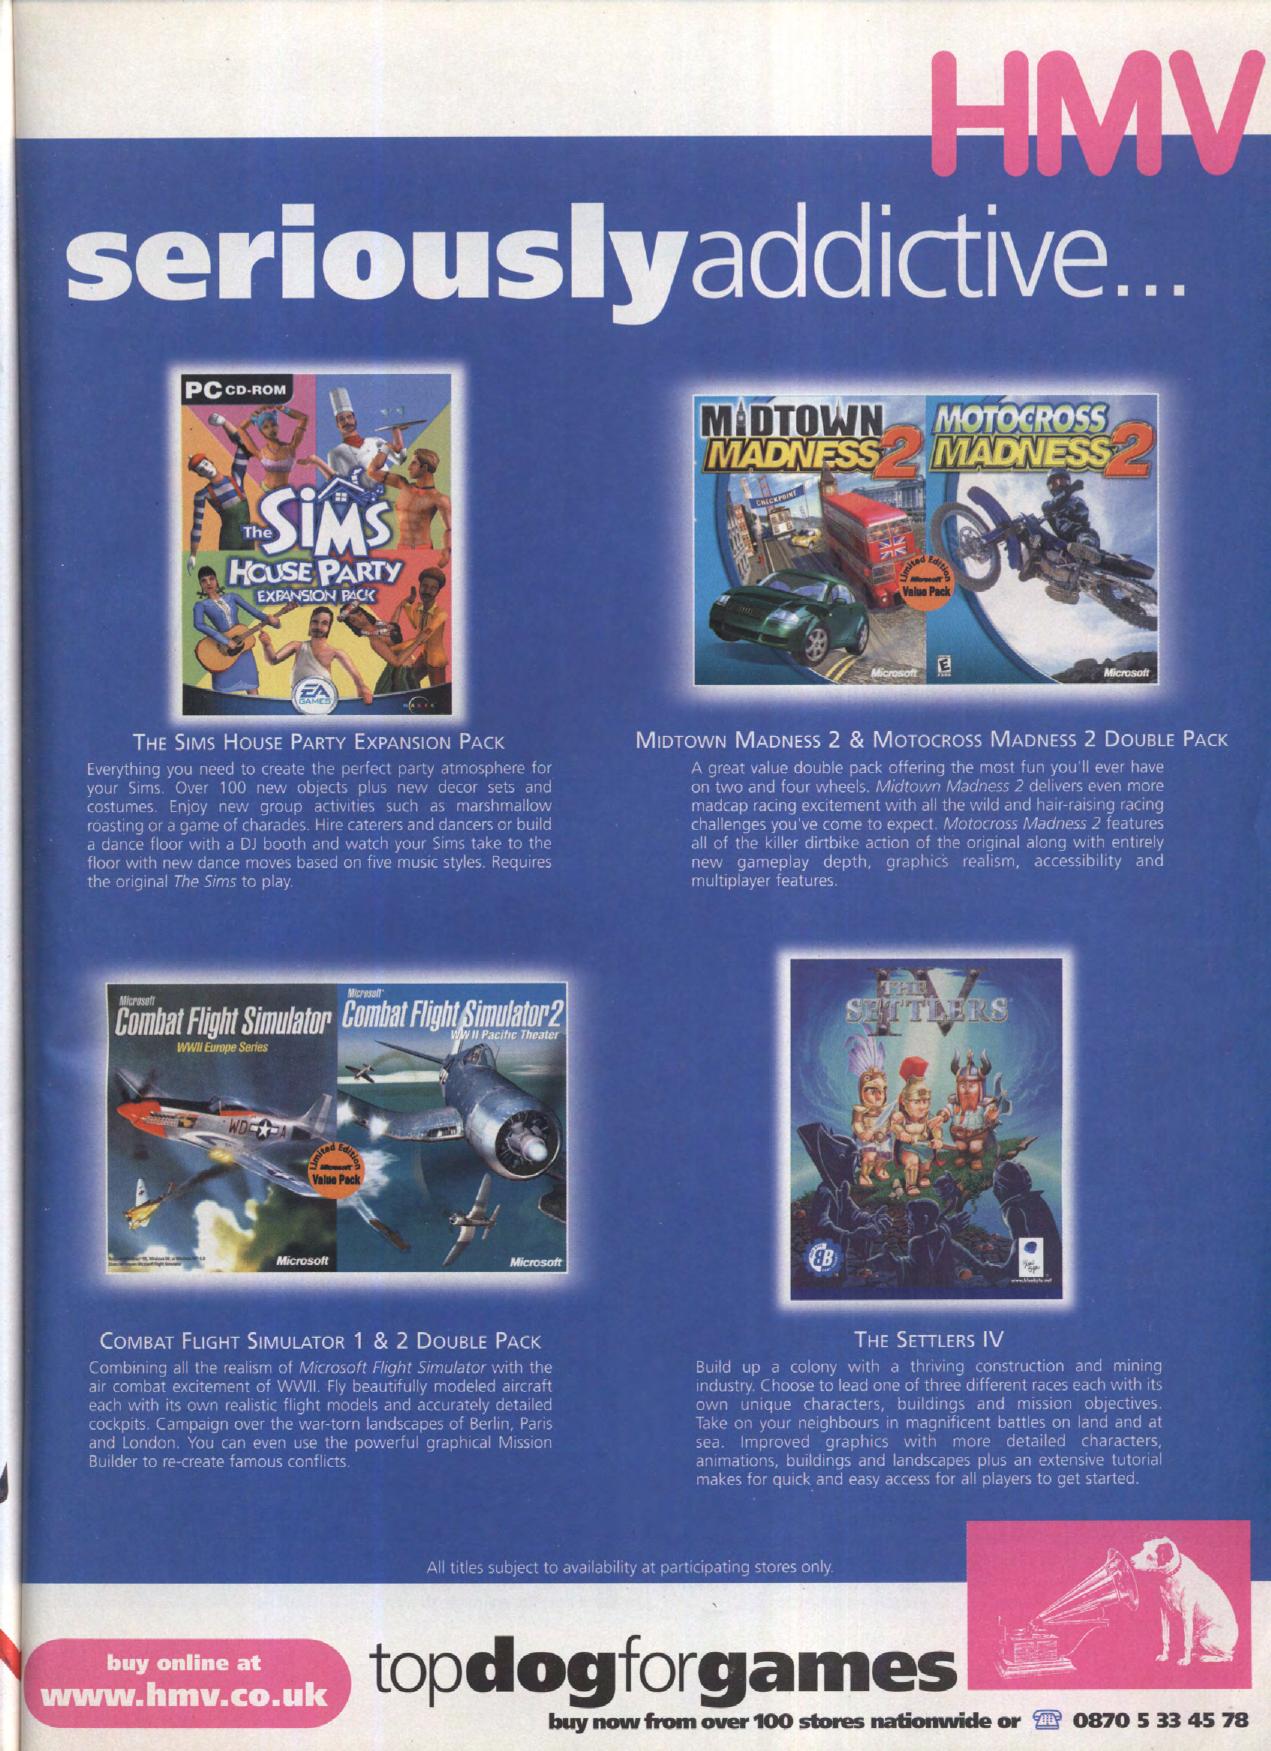 HMV
seriouslyaddictive...
PC CD-ROM
The SiMS
HOUSE PARTY
EXPANSION PACK
EA GAMES
MAXIS
MIDTOWN
MADNESS 2
CHECKPOINT
MOTOCROSS
MADNESS 2
Limited Edition
Microsoft
Value Pack
Microsoft
E
Microsoft
THE SIMS HOUSE PARTY EXPANSION PACK
Everything you need to create the perfect party atmosphere for
your Sims. Over 100 new objects plus new decor sets and
costumes. Enjoy new group activities such as marshmallow
roasting or a game of charades. Hire caterers and dancers or build
a dance floor with a DJ booth and watch your Sims take to the
floor with new dance moves based on five music styles. Requires
the original The Sims to play.
MIDTOWN MADNESS 2 & MOTOCROSS MADNESS 2 DOUBLE PACK
A great value double pack offering the most fun you'll ever have
on two and four wheels. Midtown Madness 2 delivers even more
madcap racing excitement with all the wild and hair-raising racing
challenges you've come to expect. Motocross Madness 2 features
all of the killer dirtbike action of the original along with entirely
new gameplay depth, graphics realism, accessibility and
multiplayer features.
Microsoft
Combat Flight Simulator
WWII Europe Series
WD A
Microsoft
Combat Flight Simulator 2
WW II Pacific Theater
Limited Edition
Microsoft
Value Pack
Microsoft
Microsoft
THE
SETTLERS
IV
BB
Blue Byte
www.bluebyte.net
COMBAT FLIGHT SIMULATOR 1 & 2 DOUBLE PACK
Combining all the realism of Microsoft Flight Simulator with the
air combat excitement of WWII. Fly beautifully modeled aircraft
each with its own realistic flight models and accurately detailed
cockpits. Campaign over the war-torn landscapes of Berlin, Paris
and London. You can even use the powerful graphical Mission
Builder to re-create famous conflicts.
THE SETTLERS IV
Build up a colony with a thriving construction and mining
industry. Choose to lead one of three different races each with its
own unique characters, buildings and mission objectives.
Take on your neighbours in magnificent battles on land and at
sea. Improved graphics with more detailed characters,
animations, buildings and landscapes plus an extensive tutorial
makes for quick and easy access for all players to get started.
All titles subject to availability at participating stores only.
buy online at
www.hmv.co.uk
topdogforgames
buy now from over 100 stores nationwide or ☎ 0870 5 33 45 78